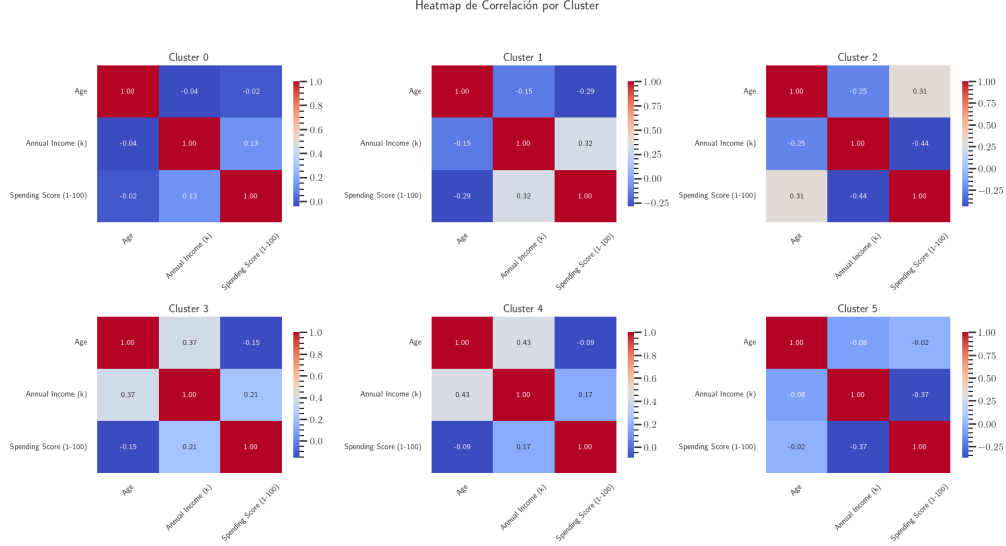 Heatmap de Correlación por Cluster
Cluster 0
Age
Annual Income (k)
Spending Score (1-100)
1.00 -0.04 -0.02
-0.04 1.00 0.13
-0.02 0.13 1.00
Age
Annual Income (k)
Spending Score (1-100)
1.0
0.8
0.6
0.4
0.2
0.0
Cluster 1
Age
Annual Income (k)
Spending Score (1-100)
1.00 -0.15 -0.29
-0.15 1.00 0.32
-0.29 0.32 1.00
Age
Annual Income (k)
Spending Score (1-100)
1.00
0.75
0.50
0.25
0.00
−0.25
Cluster 2
Age
Annual Income (k)
Spending Score (1-100)
1.00 -0.25 0.31
-0.25 1.00 -0.44
0.31 -0.44 1.00
Age
Annual Income (k)
Spending Score (1-100)
1.00
0.75
0.50
0.25
0.00
−0.25
Cluster 3
Age
Annual Income (k)
Spending Score (1-100)
1.00 0.37 -0.15
0.37 1.00 0.21
-0.15 0.21 1.00
Age
Annual Income (k)
Spending Score (1-100)
1.0
0.8
0.6
0.4
0.2
0.0
Cluster 4
Age
Annual Income (k)
Spending Score (1-100)
1.00 0.43 -0.09
0.43 1.00 0.17
-0.09 0.17 1.00
Age
Annual Income (k)
Spending Score (1-100)
1.0
0.8
0.6
0.4
0.2
0.0
Cluster 5
Age
Annual Income (k)
Spending Score (1-100)
1.00 -0.08 -0.02
-0.08 1.00 -0.37
-0.02 -0.37 1.00
Age
Annual Income (k)
Spending Score (1-100)
1.00
0.75
0.50
0.25
0.00
−0.25